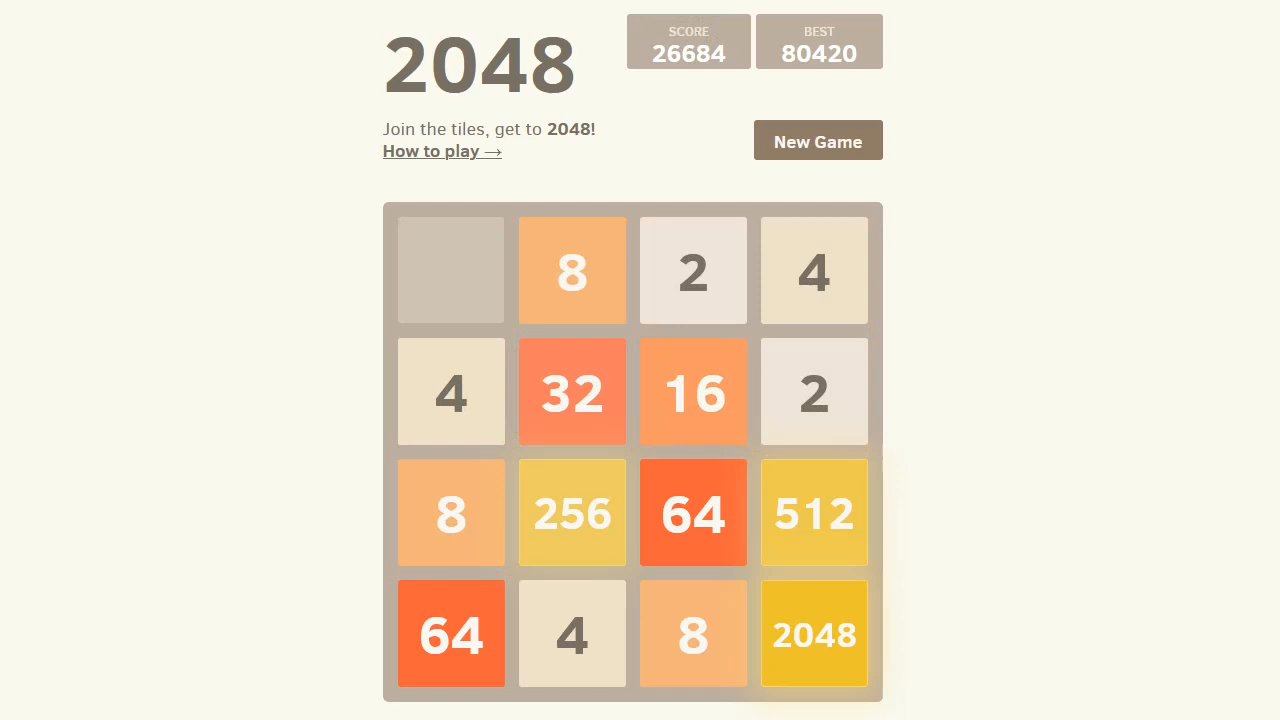 2048
SCORE
26684
BEST
80420
Join the tiles, get to 2048!
How to play →
New Game
8 2 4
4 32 16 2
8 256 64 512
64 4 8 2048